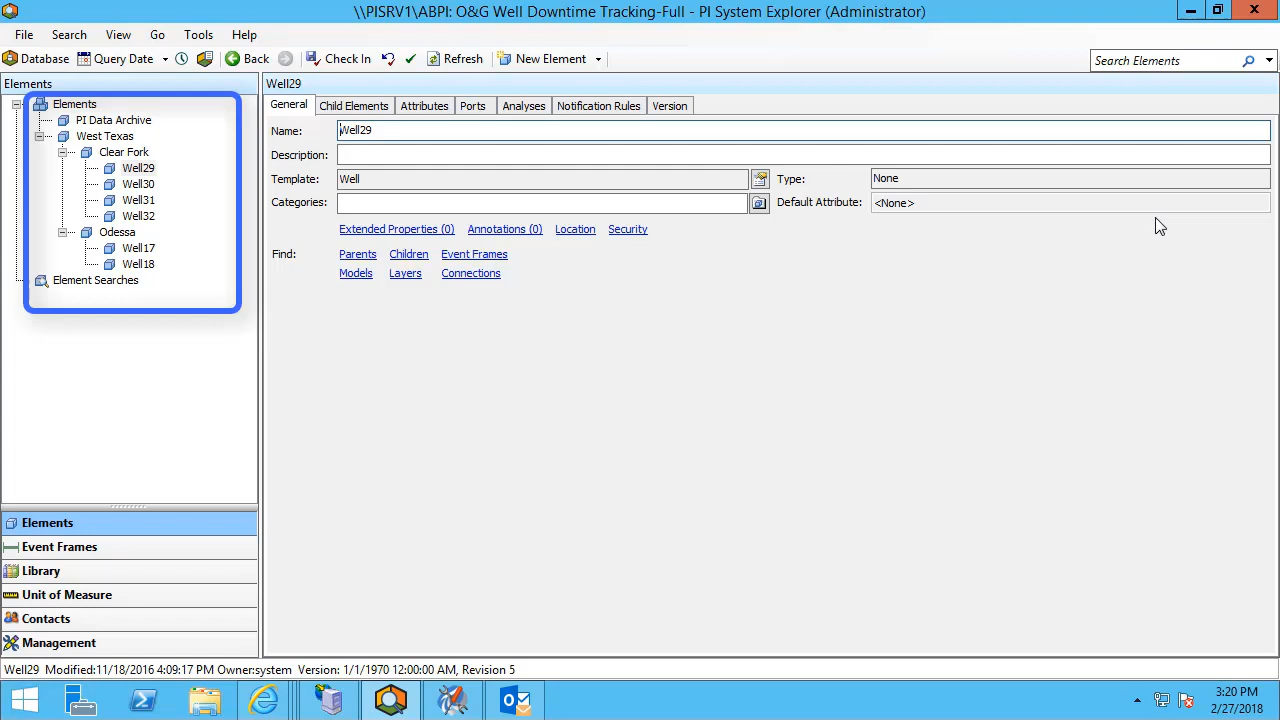 \\PISRV1\ABPI: O&G Well Downtime Tracking-Full - PI System Explorer (Administrator)
File Search View Go Tools Help
Database Query Date Back Check In Refresh New Element Search Elements
Elements
Elements
PI Data Archive
West Texas
Clear Fork
Well29
Well30
Well31
Well32
Odessa
Well17
Well18
Element Searches
Elements
Event Frames
Library
Unit of Measure
Contacts
Management
Well29
General Child Elements Attributes Ports Analyses Notification Rules Version
Name: Well29
Description:
Template: Well Type: None
Categories: Default Attribute: <None>
Extended Properties (0) Annotations (0) Location Security
Find: Parents Children Event Frames
Models Layers Connections
Well29 Modified:11/18/2016 4:09:17 PM Owner:system Version: 1/1/1970 12:00:00 AM, Revision 5
3:20 PM
2/27/2018